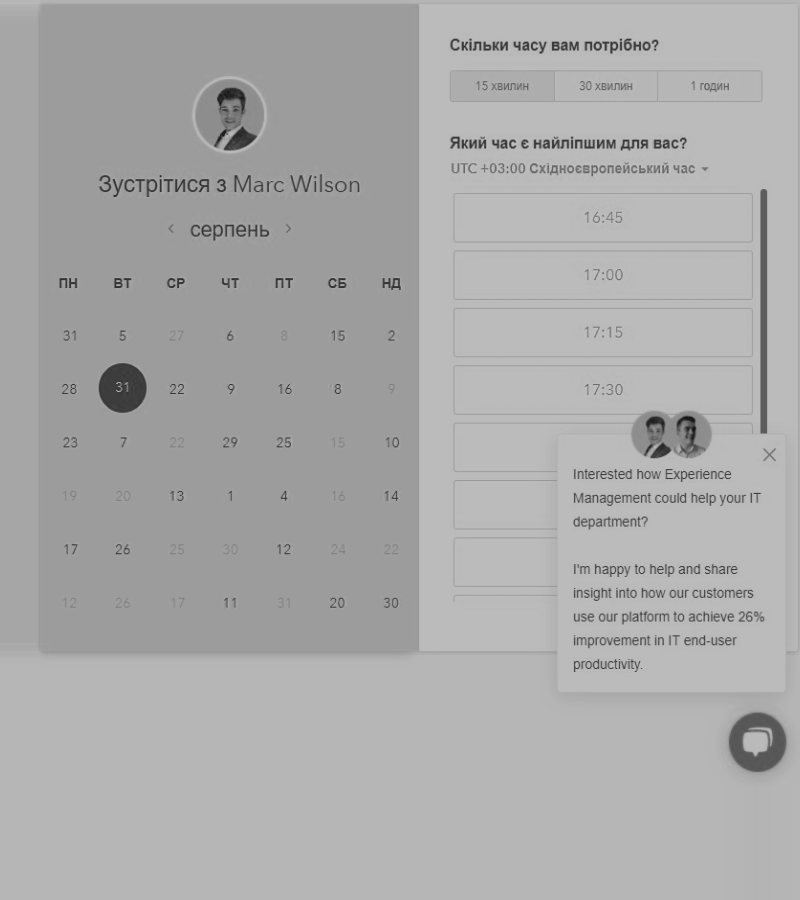 Зустрітися з Marc Wilson
серпень
ПН ВТ СР ЧТ ПТ СБ НД
31 5 27 6 8 15 2
28 31 22 9 16 8 9
23 7 22 29 25 15 10
19 20 13 1 4 16 14
17 26 25 30 12 24 22
12 26 17 11 31 20 30
Скільки часу вам потрібно?
15 хвилин 30 хвилин 1 годин
Який час є найліпшим для вас?
UTC +03:00 Східноєвропейський час
16:45
17:00
17:15
17:30
Interested how Experience
Management could help your IT
department?
I'm happy to help and share
insight into how our customers
use our platform to achieve 26%
improvement in IT end-user
productivity.